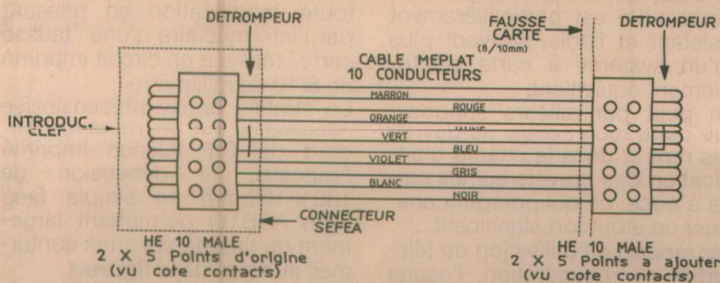 DETROMPEUR
DETROMPEUR
FAUSSE
CARTE
(8/10mm)
CABLE MEPLAT
10 CONDUCTEURS
MARRON
ROUGE
ORANGE
JAUNE
VERT
BLEU
VIOLET
GRIS
BLANC
NOIR
INTRODUC.
CLEF
CONNECTEUR
SEFEA
HE 10 MALE
2 X 5 Points d'origine
(vu cote contacts)
HE 10 MALE
2 X 5 Points a ajouter
(vu cote contacts)